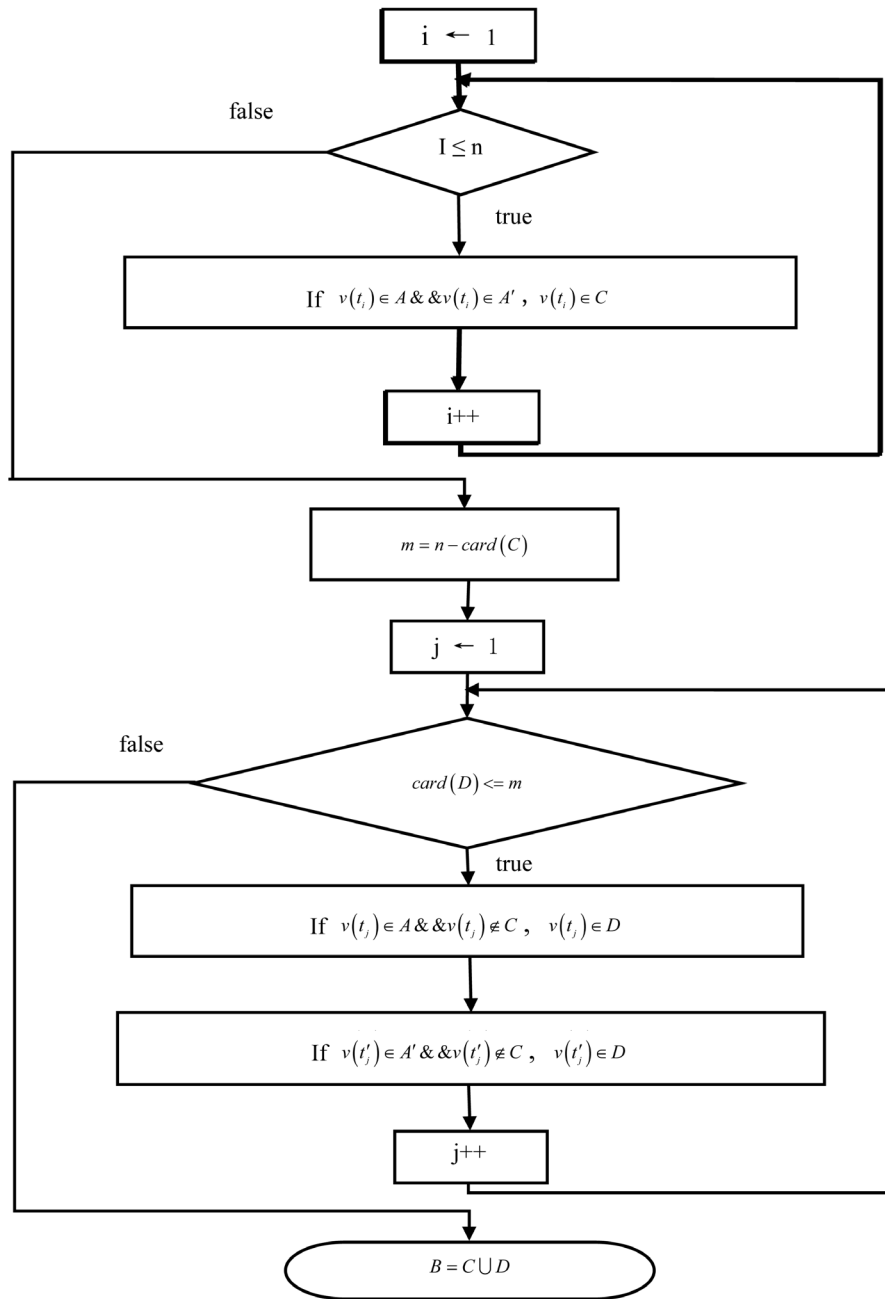 i ← 1
false
I ≤ n
true
If v(t_i) ∈ A & &v(t_i) ∈ A′ , v(t_i) ∈ C
i++
m = n − card(C)
j ← 1
false
card(D) <= m
true
If v(t_j) ∈ A & &v(t_j) ∉ C , v(t_j) ∈ D
If v(t′_j) ∈ A′ & &v(t′_j) ∉ C , v(t′_j) ∈ D
j++
B = C ⋃ D